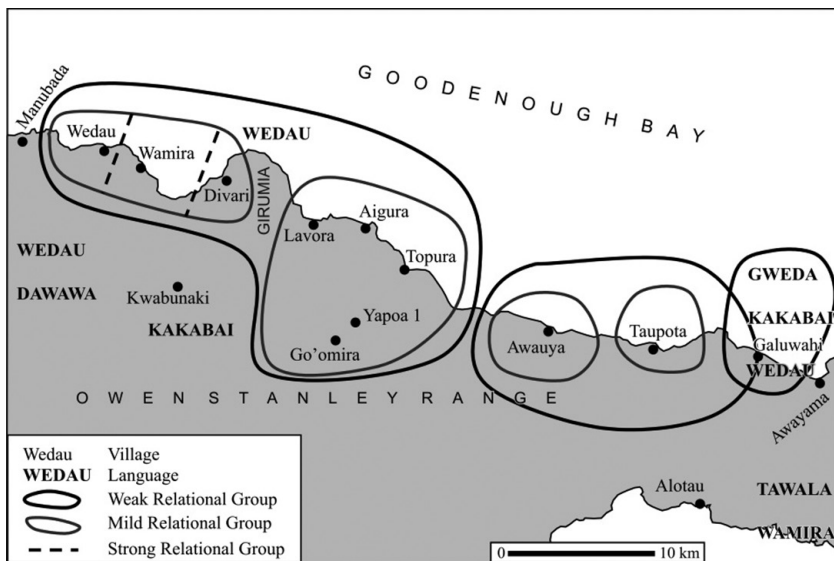 GOODENOUGH BAY
Manubada
Wedau
Wamira
WEDAU
Divari
GIRUMIA
Lavora
Aigura
Topura
WEDAU
DAWAWA
Kwabunaki
KAKABAI
Yapoa 1
Go'omira
GWEDA
KAKABAI
Galuwahi
WEDAU
Awauya
Taupota
Awayama
OWEN STANLEY RANGE
Alotau
TAWALA
WAMIRA
Wedau Village
WEDAU Language
Weak Relational Group
Mild Relational Group
Strong Relational Group
0 10 km